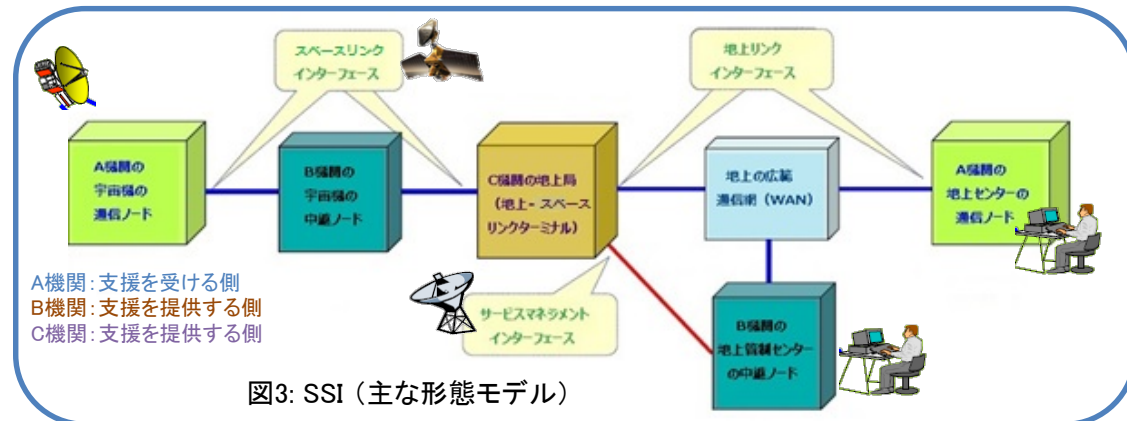 スペースリンク
インターフェース
地上リンク
インターフェース
A機関の
宇宙機の
通信ノード
B機関の
宇宙機の
中継ノード
C機関の地上局
（地上-スペース
リンクターミナル）
地上の広範
通信網（WAN）
A機関の
地上センターの
通信ノード
A機関：支援を受ける側
B機関：支援を提供する側
C機関：支援を提供する側
サービスマネジメント
インターフェース
B機関の
地上管制センター
の中継ノード
図3: SSI（主な形態モデル）